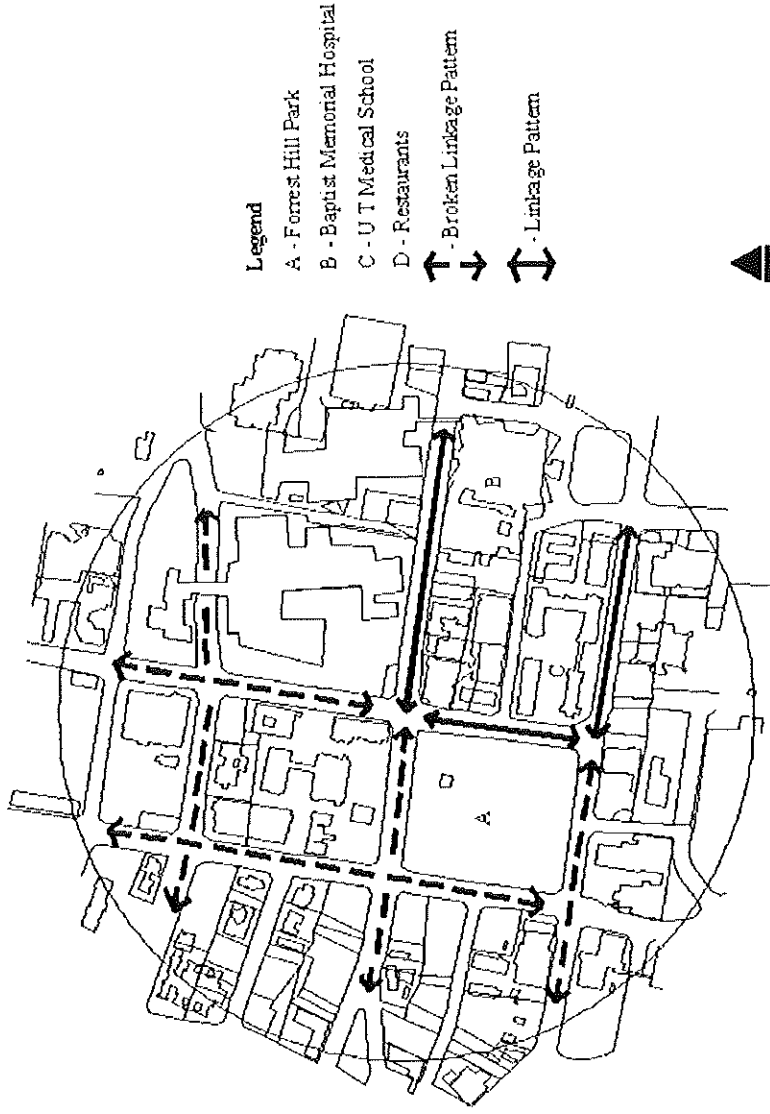 Legend
A - Forrest Hill Park
B - Baptist Memorial Hospital
C - U T Medical School
D - Restaurants
- Broken Linkage Pattern
- Linkage Pattern
B
C
A